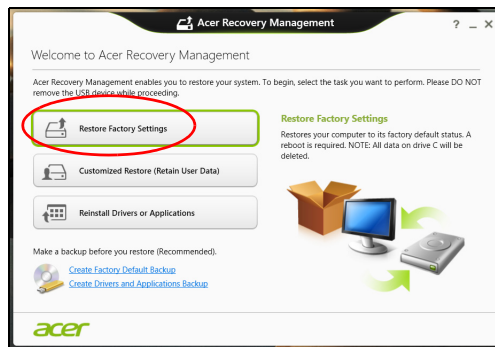 Acer Recovery Management
? _ X
Welcome to Acer Recovery Management
Acer Recovery Management enables you to restore your system. To begin, select the task you want to perform. Please DO NOT
remove the USB device while proceeding.
Restore Factory Settings
Customized Restore (Retain User Data)
Reinstall Drivers or Applications
Restore Factory Settings
Restores your computer to its factory default status. A
reboot is required. NOTE: All data on drive C will be
deleted.
Make a backup before you restore (Recommended).
Create Factory Default Backup
Create Drivers and Applications Backup
acer